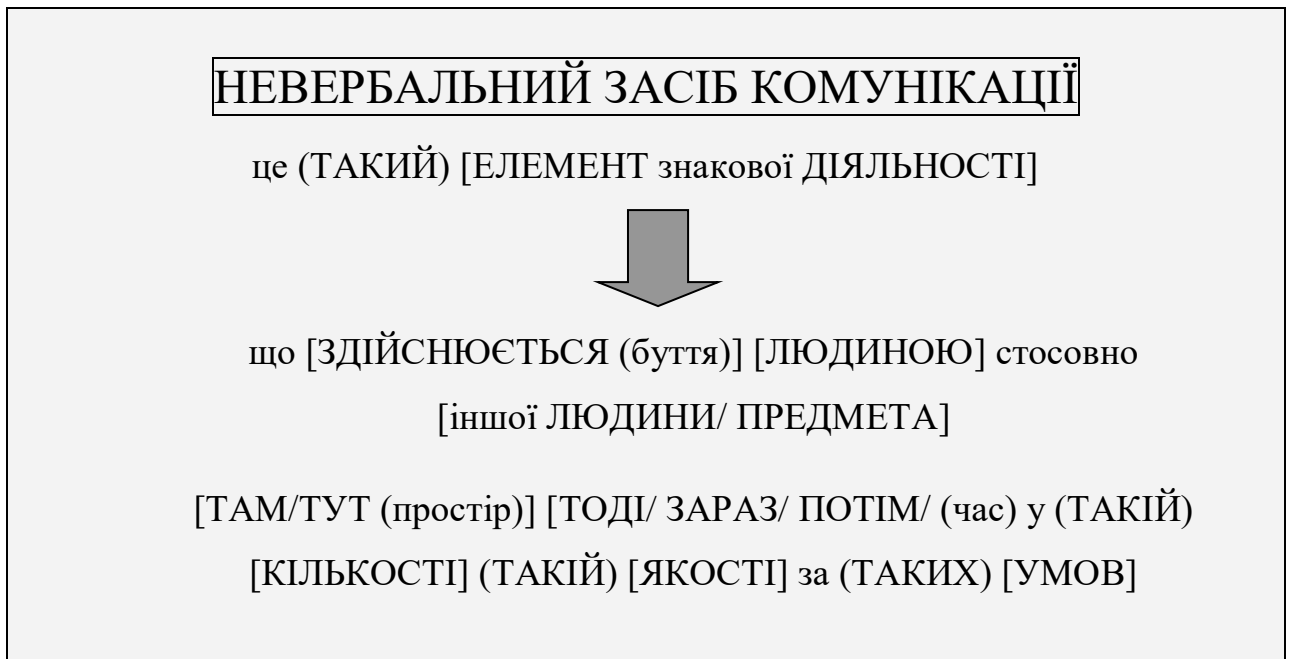 НЕВЕРБАЛЬНИЙ ЗАСІБ КОМУНІКАЦІЇ
це (ТАКИЙ) [ЕЛЕМЕНТ знакової ДІЯЛЬНОСТІ]
що [ЗДІЙСНЮЄТЬСЯ (буття)] [ЛЮДИНОЮ] стосовно
[іншої ЛЮДИНИ/ ПРЕДМЕТА]
[ТАМ/ТУТ (простір)] [ТОДІ/ ЗАРАЗ/ ПОТІМ/ (час) у (ТАКІЙ)
[КІЛЬКОСТІ] (ТАКІЙ) [ЯКОСТІ] за (ТАКИХ) [УМОВ]